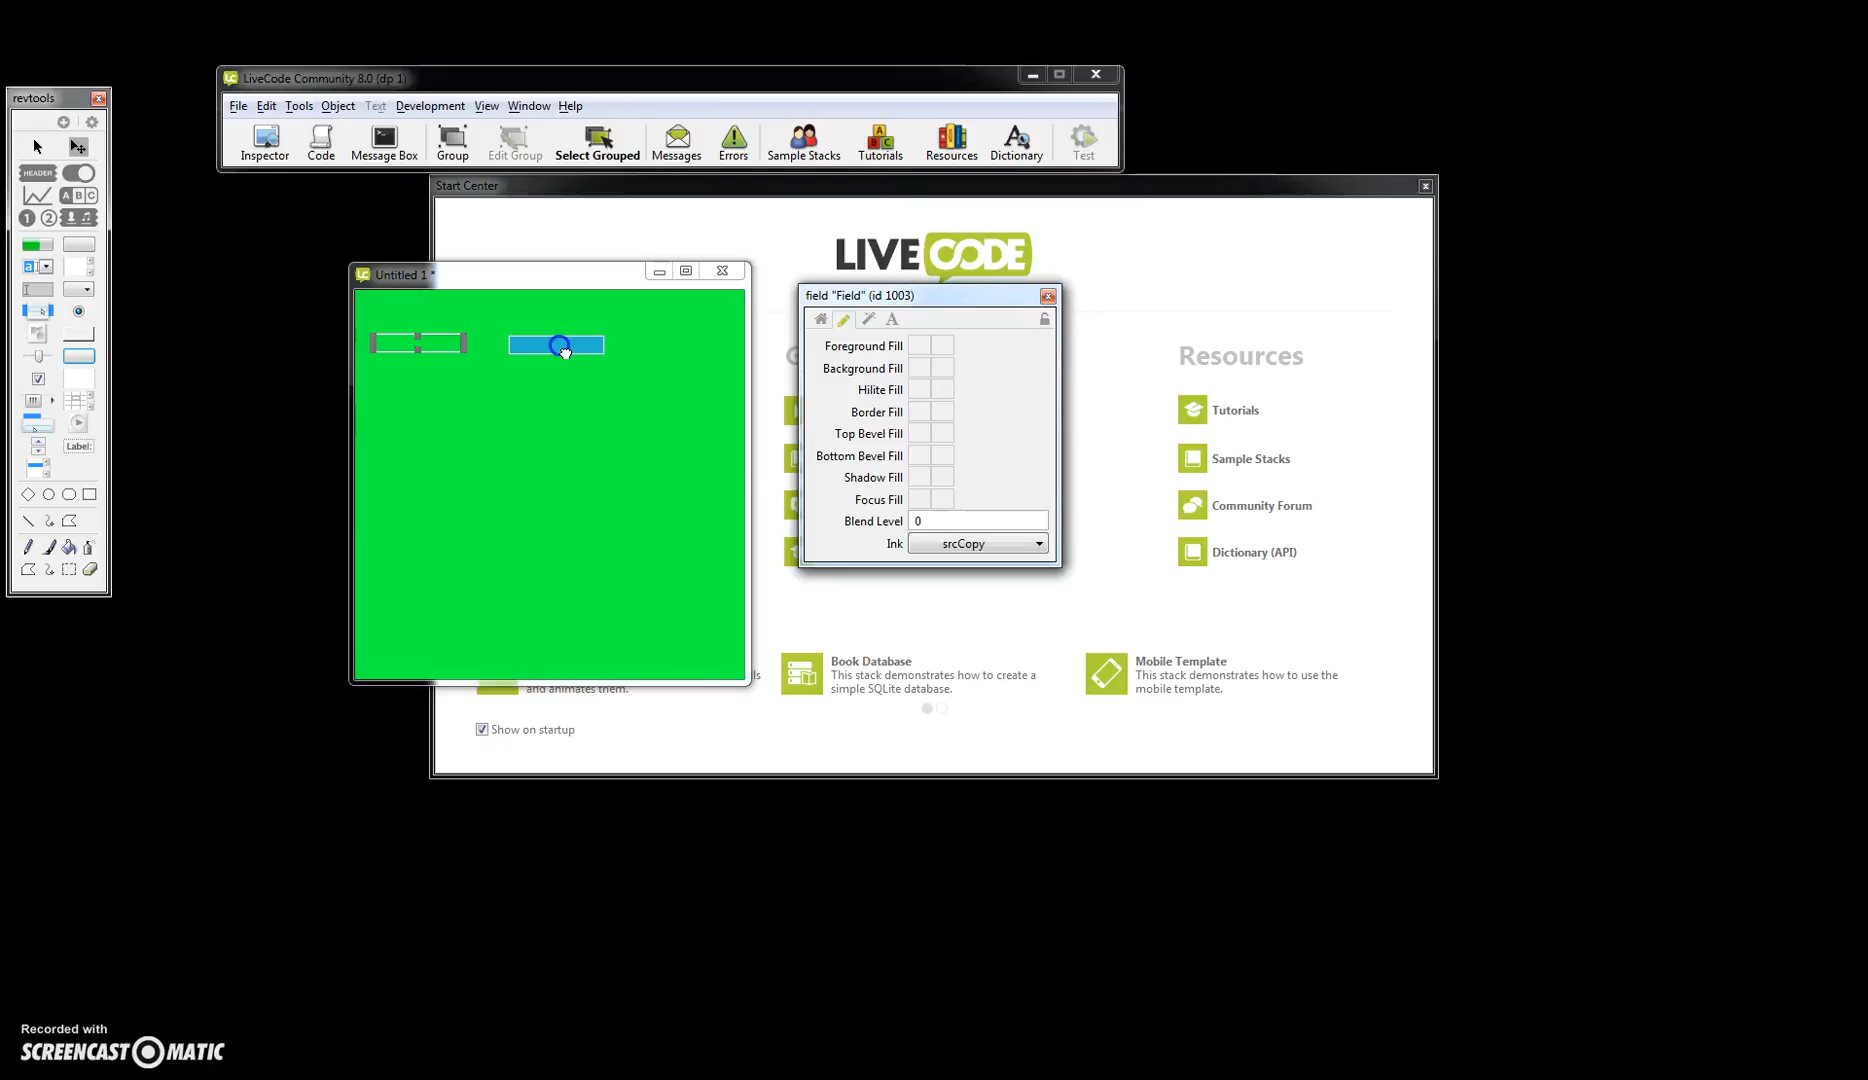 LiveCode Community 8.0 (dp 1)
File Edit Tools Object Text Development View Window Help
Inspector Code Message Box Group Edit Group Select Grouped Messages Errors Sample Stacks Tutorials Resources Dictionary Test
revtools
HEADER
A B C
1 2
Label:
Start Center
LIVECODE
Untitled 1 *
field "Field" (id 1003)
Foreground Fill
Background Fill
Hilite Fill
Border Fill
Top Bevel Fill
Bottom Bevel Fill
Shadow Fill
Focus Fill
Blend Level 0
Ink srcCopy
Resources
Tutorials
Sample Stacks
Community Forum
Dictionary (API)
and animates them.
Book Database
This stack demonstrates how to create a
simple SQLite database.
Mobile Template
This stack demonstrates how to use the
mobile template.
Show on startup
Recorded with
SCREENCAST MATIC